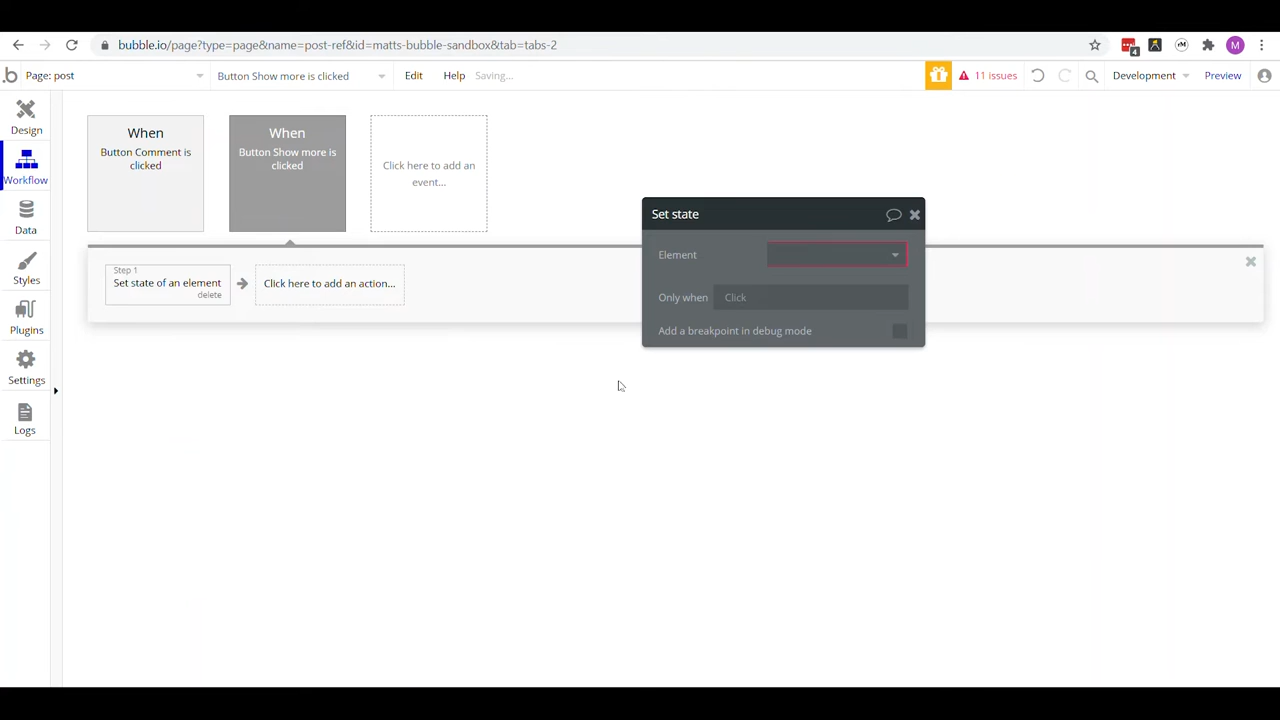 bubble.io/page?type=page&name=post-ref&id=matts-bubble-sandbox&tab=tabs-2
4
rM
M
b
Page: post
Button Show more is clicked
Edit
Help
Saving...
11 issues
Development
Preview
Design
Workflow
Data
Styles
Plugins
Settings
Logs
When
Button Comment is
clicked
When
Button Show more is
clicked
Click here to add an
event...
Step 1
Set state of an element
delete
Click here to add an action...
Set state
Element
Only when
Click
Add a breakpoint in debug mode